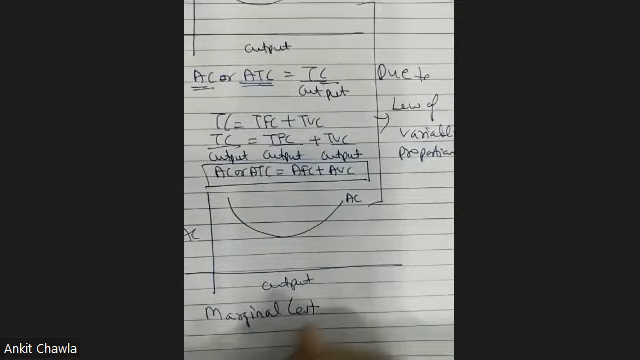 output
AC or ATC = TC
output
Due to
Law of
variable
proportion
TC = TFC + TVC
TC = TFC + TVC
output output output
AC or ATC = AFC + AVC
AC
AC
output
Marginal Cost
Ankit Chawla